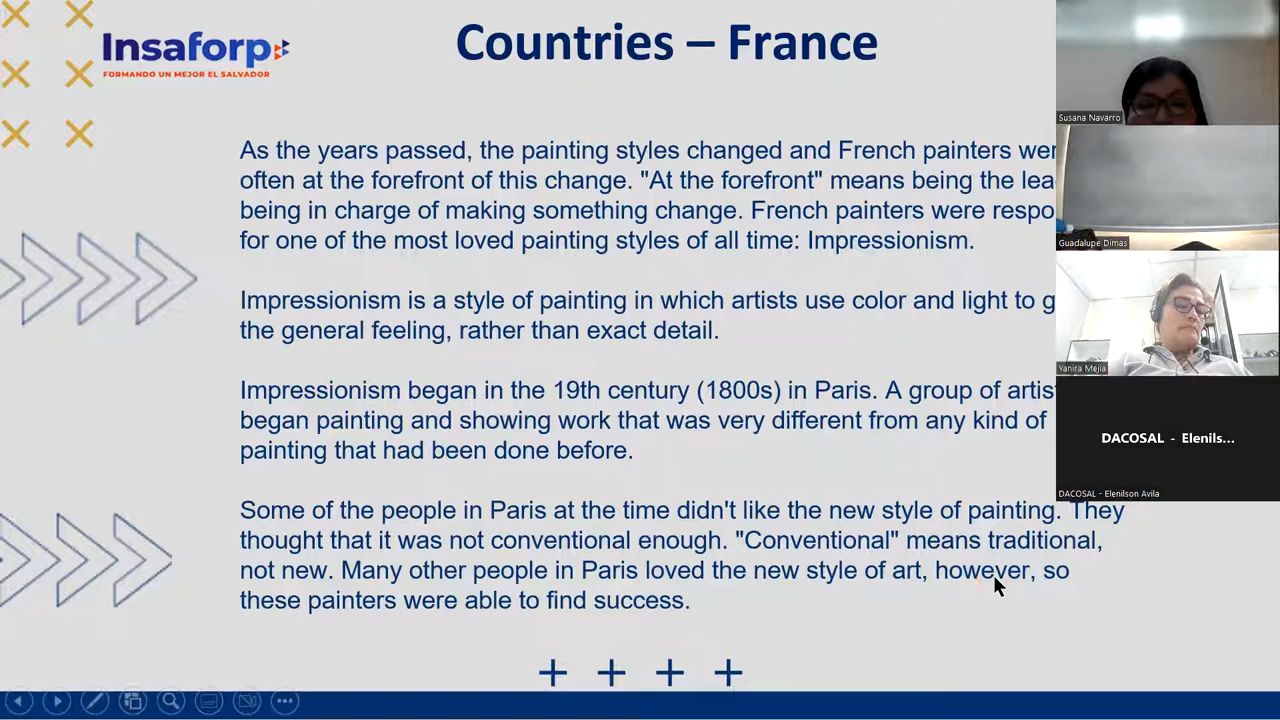 Insaforp
FORMANDO UN MEJOR EL SALVADOR
Countries – France
As the years passed, the painting styles changed and French painters
often at the forefront of this change. "At the forefront" means being the
being in charge of making something change. French painters were
for one of the most loved painting styles of all time: Impressionism.
Impressionism is a style of painting in which artists use color and light to
the general feeling, rather than exact detail.
Impressionism began in the 19th century (1800s) in Paris. A group of
began painting and showing work that was very different from any kind of
painting that had been done before.
Some of the people in Paris at the time didn't like the new style of painting. They
thought that it was not conventional enough. "Conventional" means traditional,
not new. Many other people in Paris loved the new style of art, however, so
these painters were able to find success.
Susana Navarro
Guadalupe Dimas
Yanira Mejia
DACOSAL - Elenils...
DACOSAL - Elenilson Avila